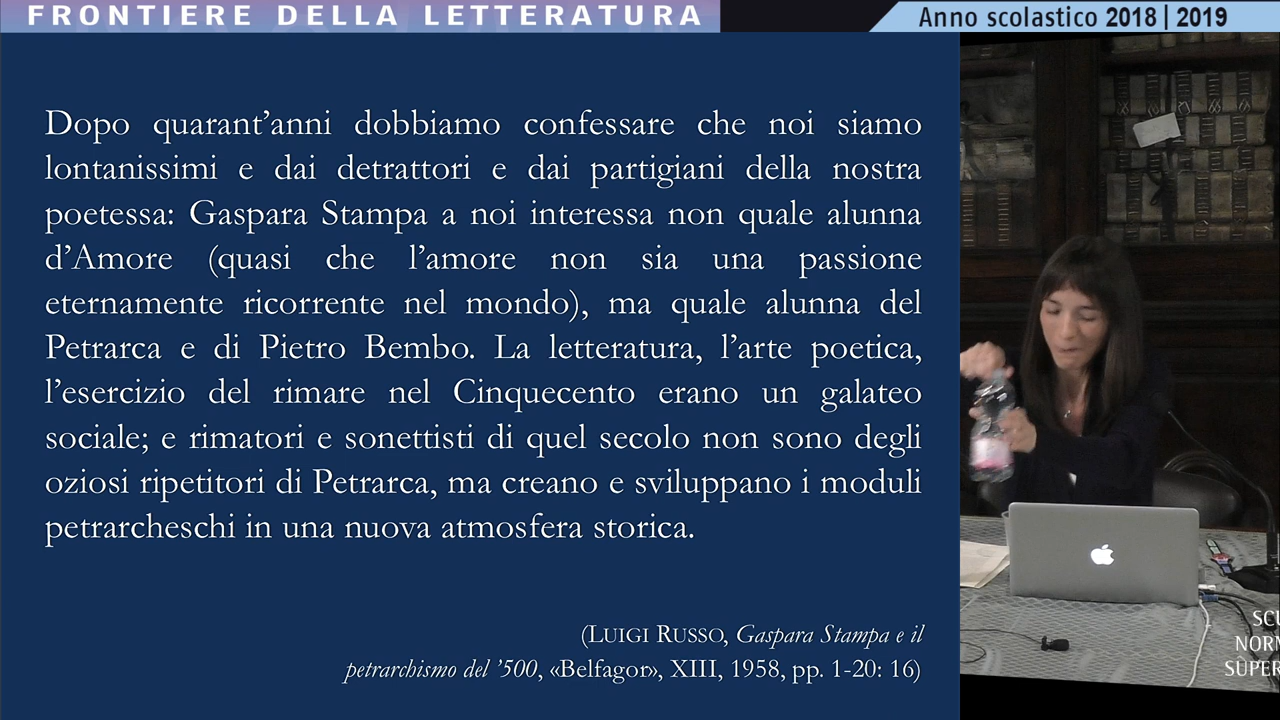 FRONTIERE DELLA LETTERATURA
Anno scolastico 2018 | 2019
Dopo quarant’anni dobbiamo confessare che noi siamo
lontanissimi e dai detrattori e dai partigiani della nostra
poetessa: Gaspara Stampa a noi interessa non quale alunna
d’Amore (quasi che l’amore non sia una passione
eternamente ricorrente nel mondo), ma quale alunna del
Petrarca e di Pietro Bembo. La letteratura, l’arte poetica,
l’esercizio del rimare nel Cinquecento erano un galateo
sociale; e rimatori e sonettisti di quel secolo non sono degli
oziosi ripetitori di Petrarca, ma creano e sviluppano i moduli
petrarcheschi in una nuova atmosfera storica.
(LUIGI RUSSO, Gaspara Stampa e il
petrarchismo del ’500, «Belfagor», XIII, 1958, pp. 1-20: 16)
SCU
NORM
SUPER